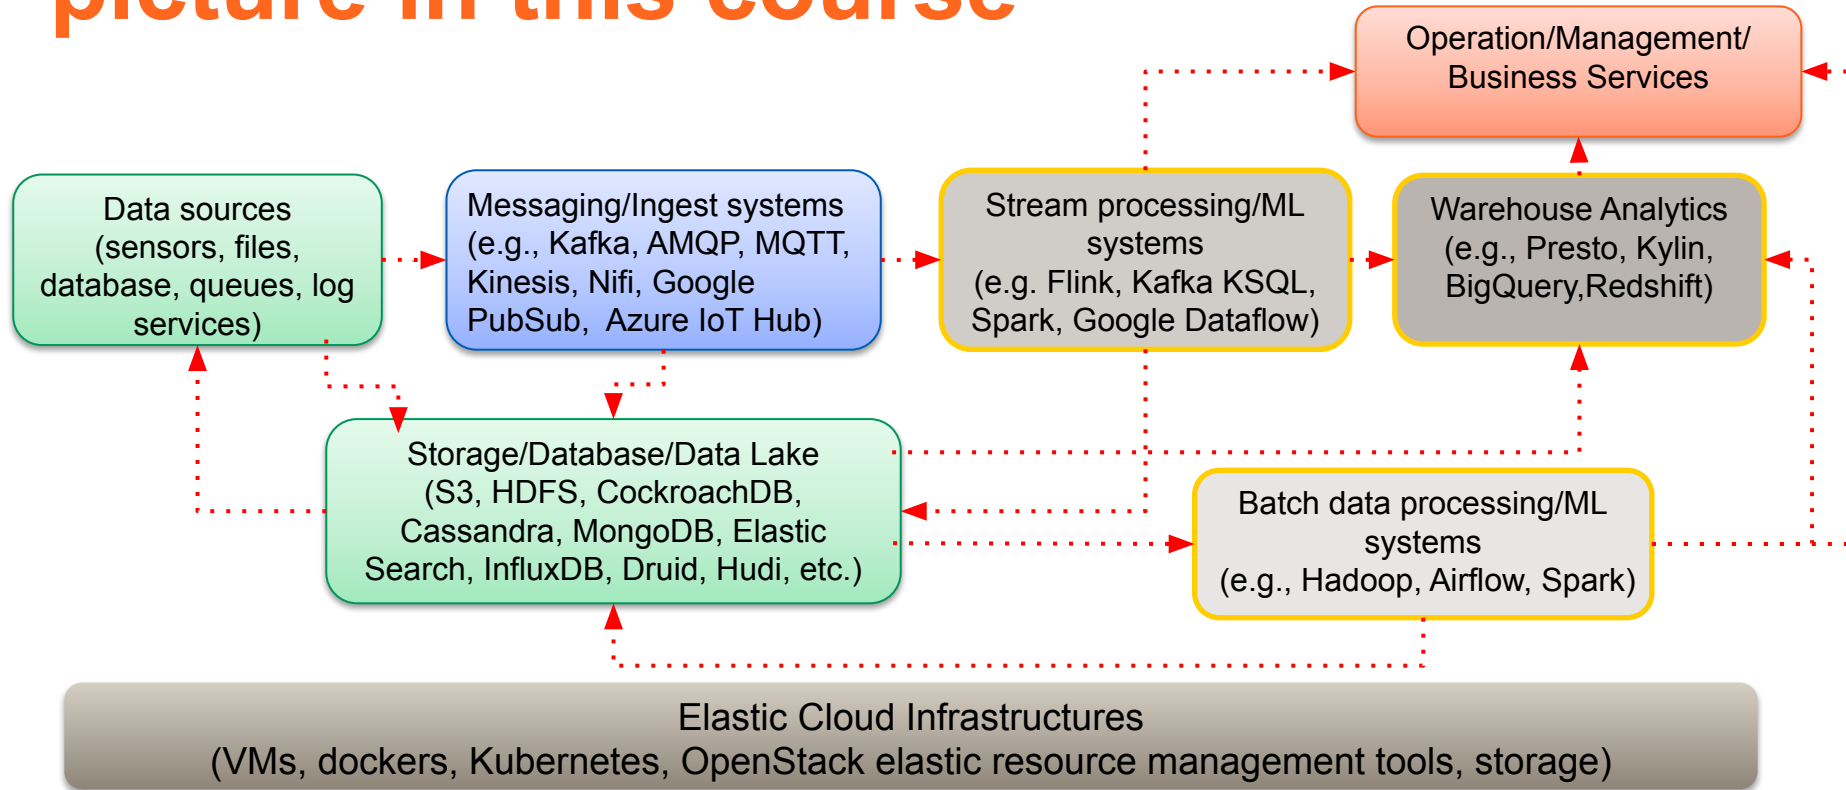 picture in this course
Operation/Management/
Business Services
Data sources
(sensors, files,
database, queues, log
services)
Messaging/Ingest systems
(e.g., Kafka, AMQP, MQTT,
Kinesis, Nifi, Google
PubSub, Azure IoT Hub)
Stream processing/ML
systems
(e.g. Flink, Kafka KSQL,
Spark, Google Dataflow)
Warehouse Analytics
(e.g., Presto, Kylin,
BigQuery,Redshift)
Storage/Database/Data Lake
(S3, HDFS, CockroachDB,
Cassandra, MongoDB, Elastic
Search, InfluxDB, Druid, Hudi, etc.)
Batch data processing/ML
systems
(e.g., Hadoop, Airflow, Spark)
Elastic Cloud Infrastructures
(VMs, dockers, Kubernetes, OpenStack elastic resource management tools, storage)